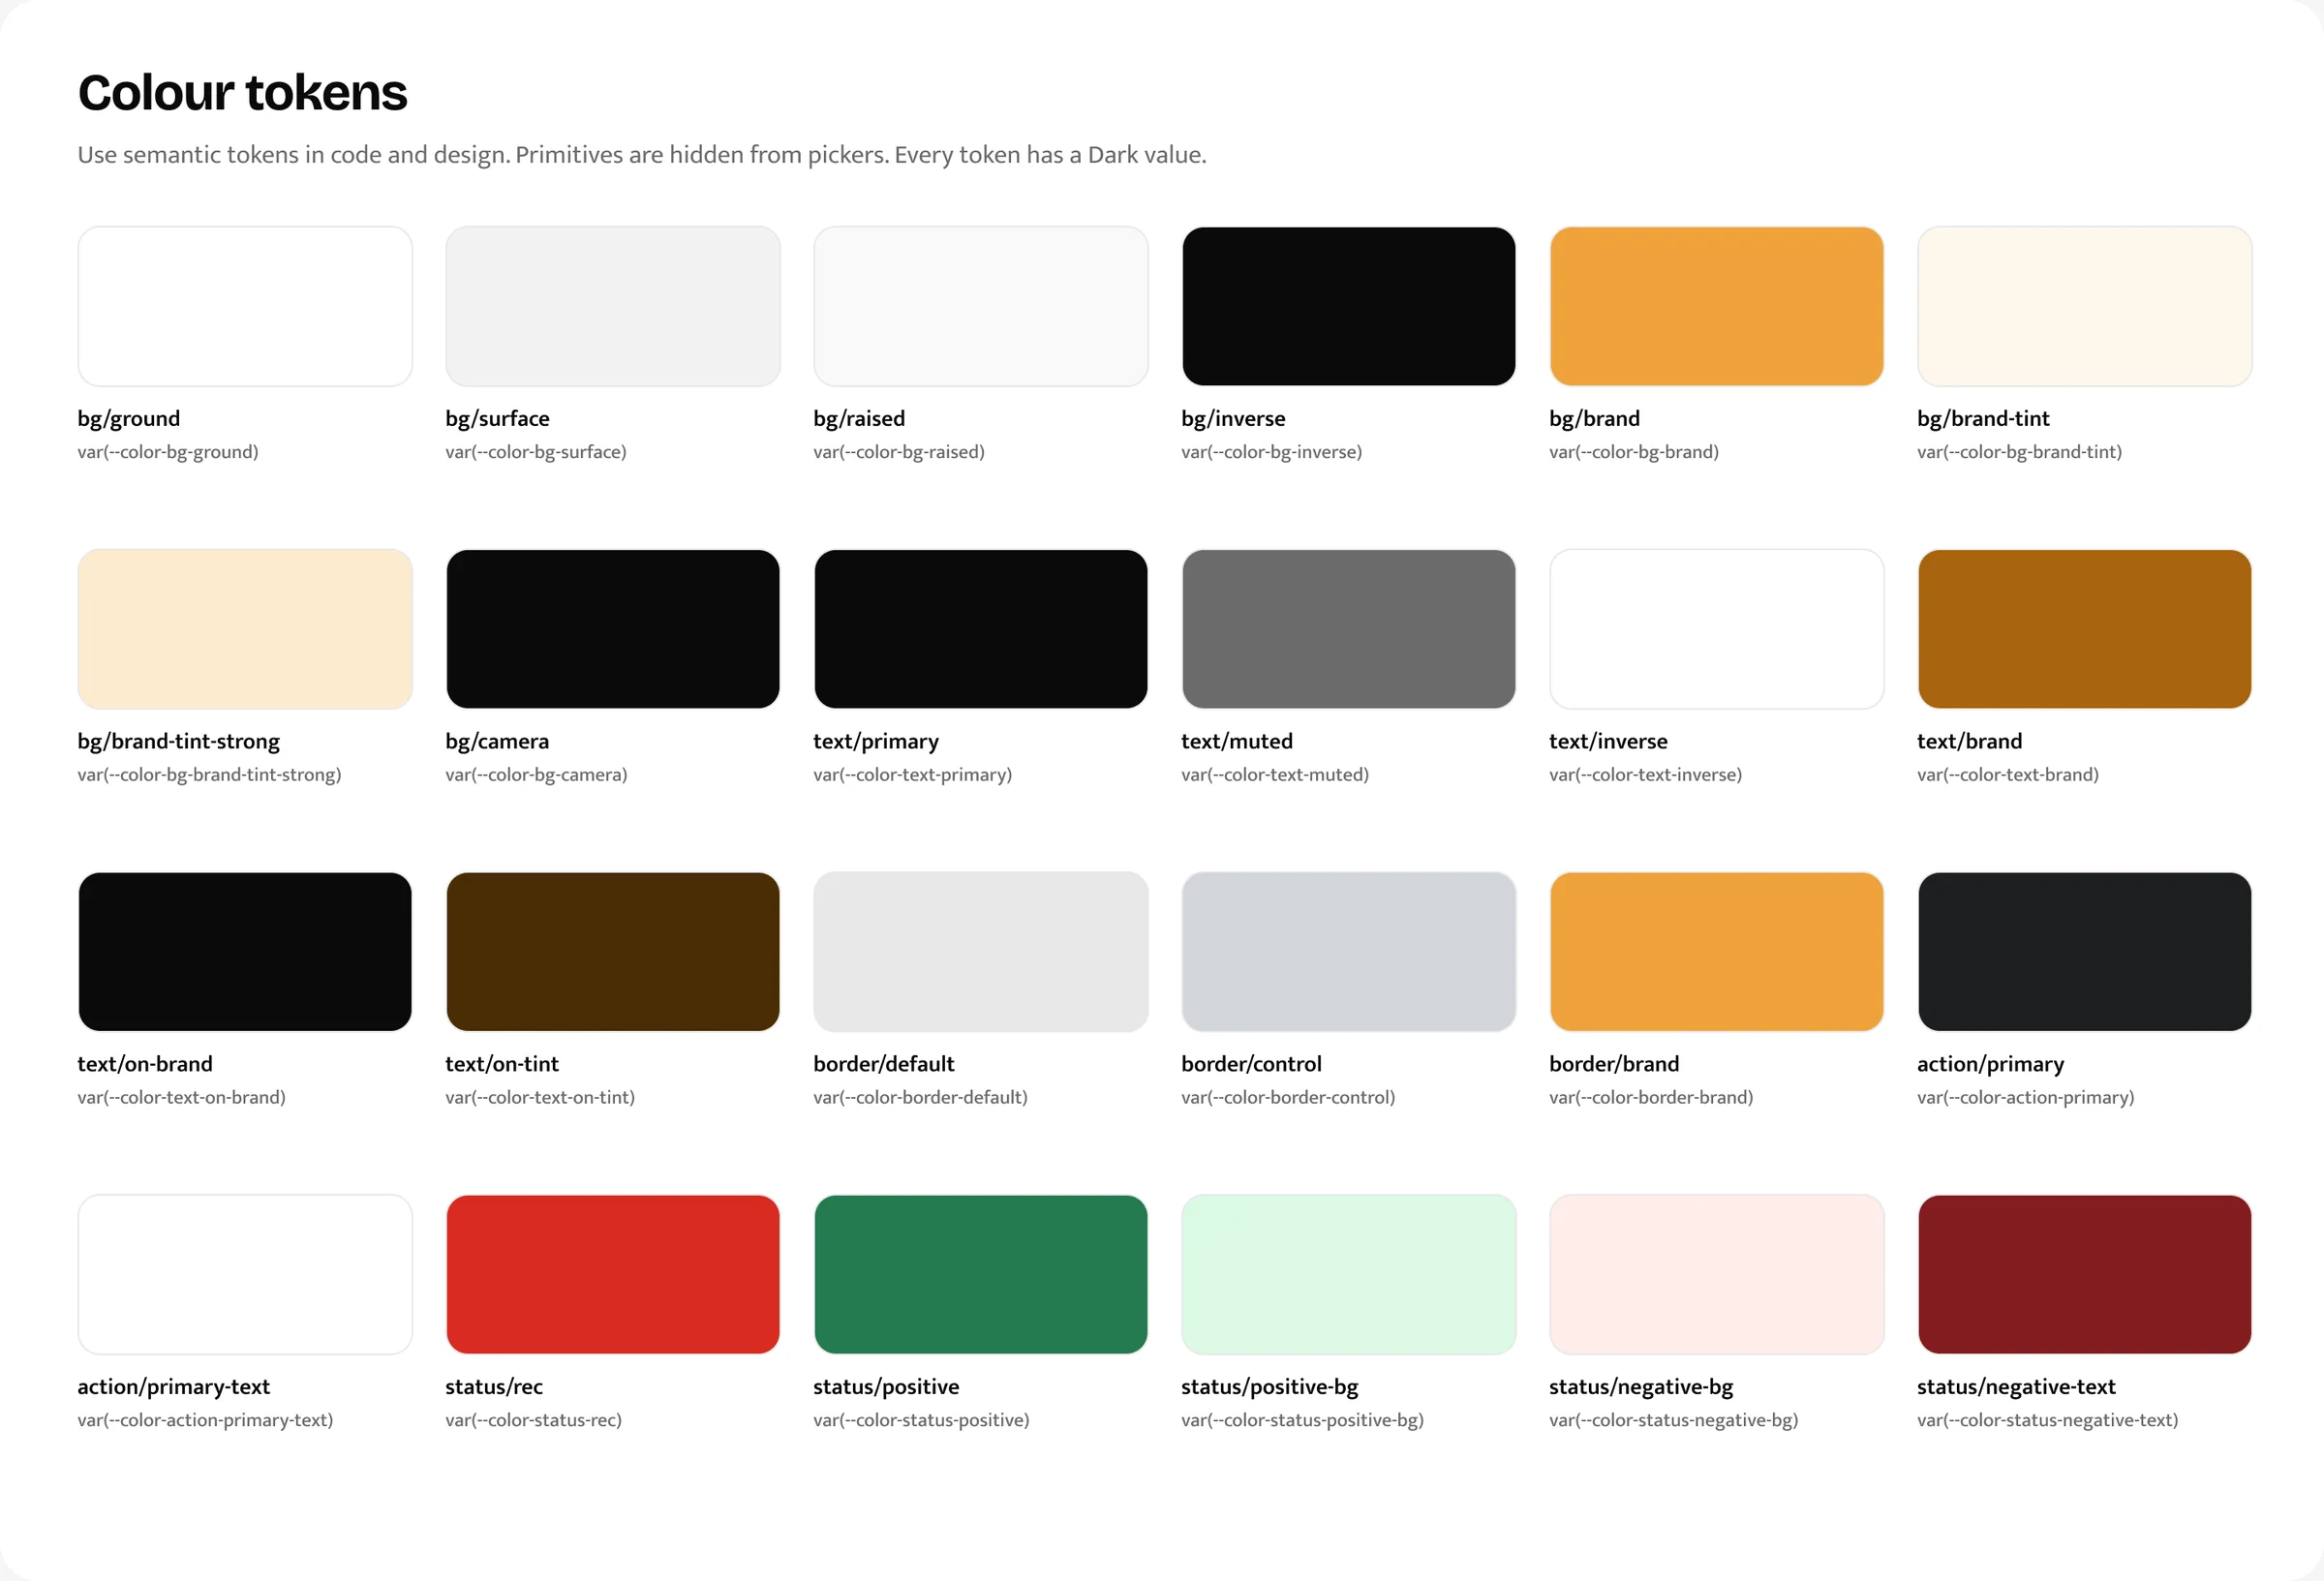 Colour tokens
Use semantic tokens in code and design. Primitives are hidden from pickers. Every token has a Dark value.
bg/ground
var(--color-bg-ground)
bg/surface
var(--color-bg-surface)
bg/raised
var(--color-bg-raised)
bg/inverse
var(--color-bg-inverse)
bg/brand
var(--color-bg-brand)
bg/brand-tint
var(--color-bg-brand-tint)
bg/brand-tint-strong
var(--color-bg-brand-tint-strong)
bg/camera
var(--color-bg-camera)
text/primary
var(--color-text-primary)
text/muted
var(--color-text-muted)
text/inverse
var(--color-text-inverse)
text/brand
var(--color-text-brand)
text/on-brand
var(--color-text-on-brand)
text/on-tint
var(--color-text-on-tint)
border/default
var(--color-border-default)
border/control
var(--color-border-control)
border/brand
var(--color-border-brand)
action/primary
var(--color-action-primary)
action/primary-text
var(--color-action-primary-text)
status/rec
var(--color-status-rec)
status/positive
var(--color-status-positive)
status/positive-bg
var(--color-status-positive-bg)
status/negative-bg
var(--color-status-negative-bg)
status/negative-text
var(--color-status-negative-text)